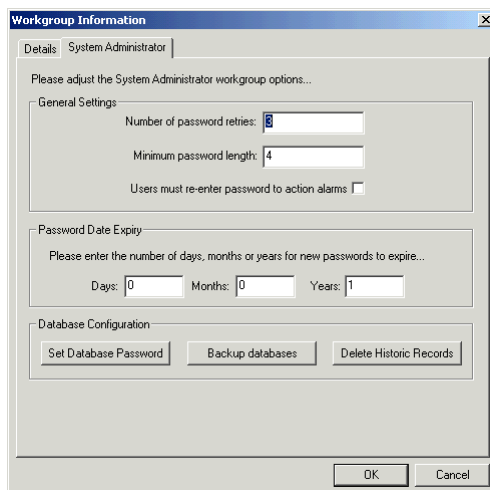 Workgroup Information
Details System Administrator
Please adjust the System Administrator workgroup options...
General Settings
Number of password retries: 3
Minimum password length: 4
Users must re-enter password to action alarms
Password Date Expiry
Please enter the number of days, months or years for new passwords to expire...
Days: 0 Months: 0 Years: 1
Database Configuration
Set Database Password Backup databases Delete Historic Records
OK Cancel